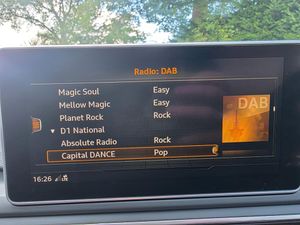 Radio: DAB
Magic Soul Easy
Mellow Magic Easy
Planet Rock Rock
D1 National
Absolute Radio Rock
Capital DANCE Pop
DAB
16:26 LTE